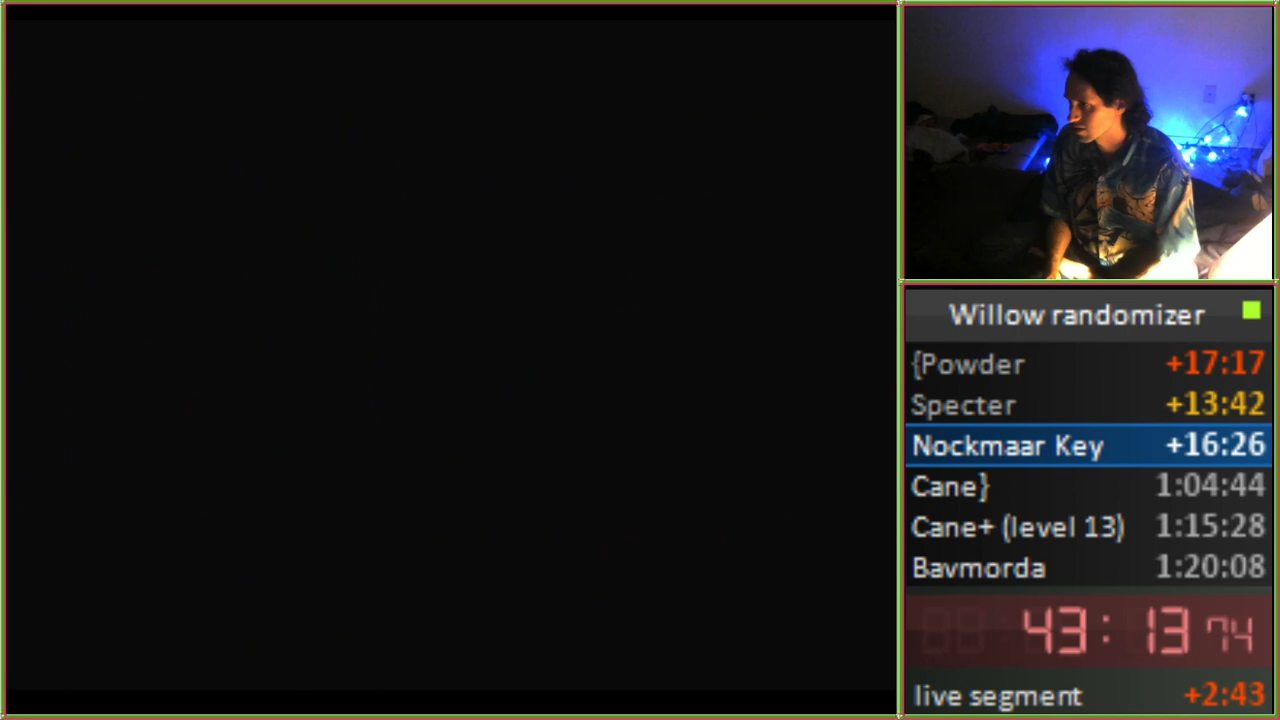 Willow randomizer
{Powder +17:17
Specter +13:42
Nockmaar Key +16:26
Cane} 1:04:44
Cane+ (level 13) 1:15:28
Bavmorda 1:20:08
43:13 74
live segment +2:43